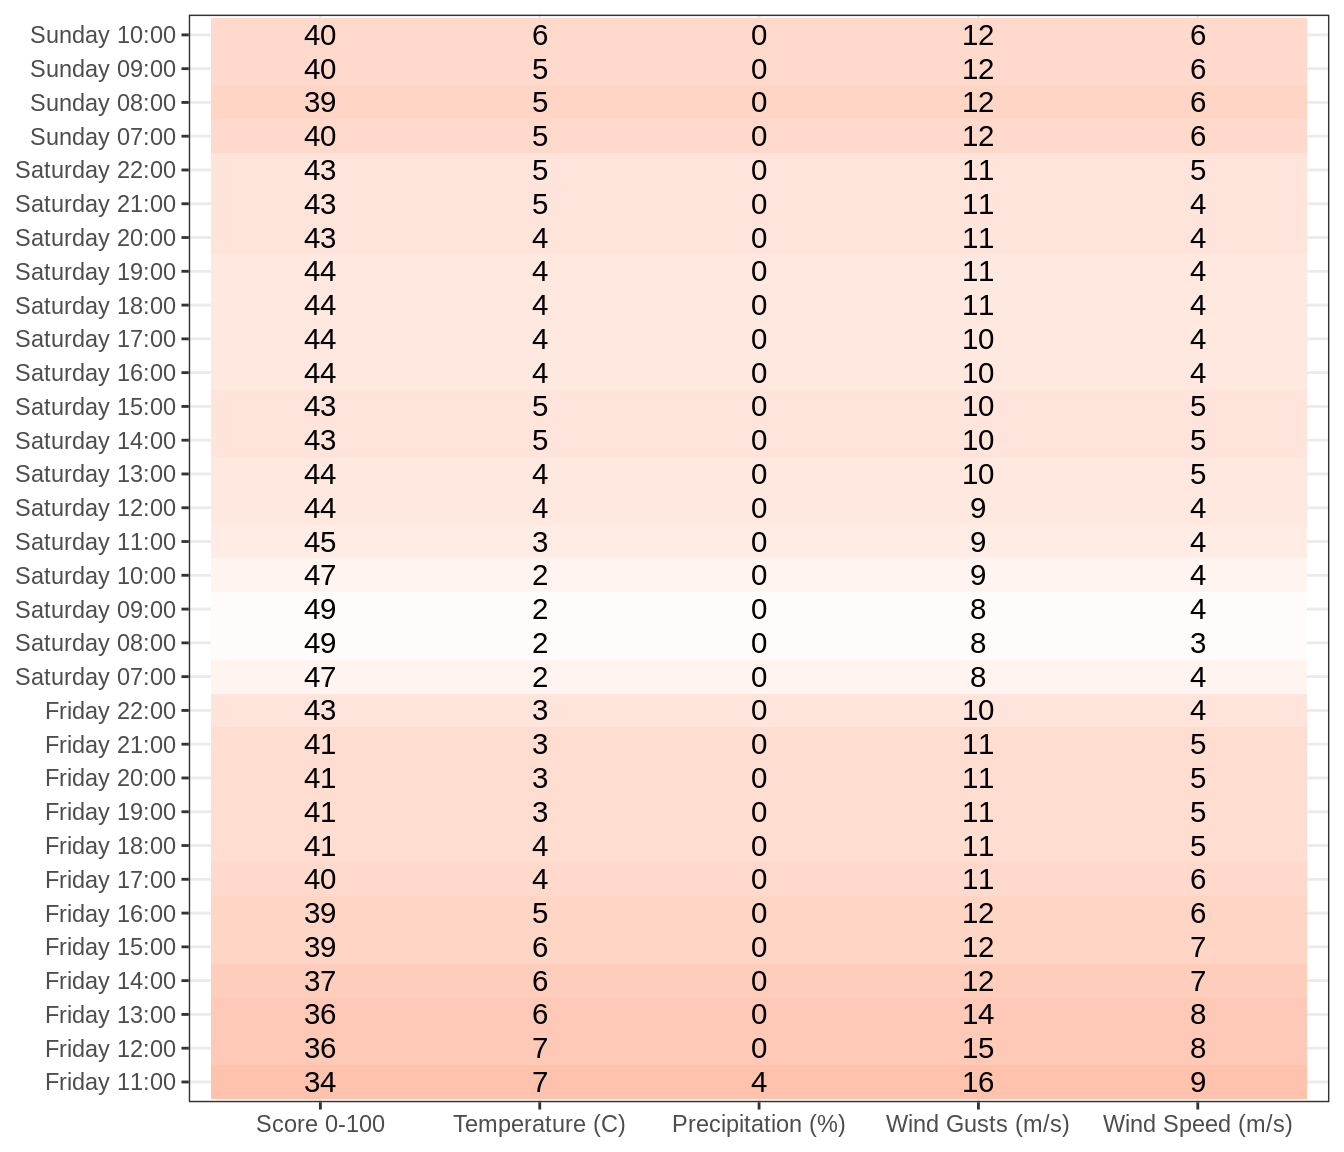 Sunday 10:00 40 6 0 12 6
Sunday 09:00 40 5 0 12 6
Sunday 08:00 39 5 0 12 6
Sunday 07:00 40 5 0 12 6
Saturday 22:00 43 5 0 11 5
Saturday 21:00 43 5 0 11 4
Saturday 20:00 43 4 0 11 4
Saturday 19:00 44 4 0 11 4
Saturday 18:00 44 4 0 11 4
Saturday 17:00 44 4 0 10 4
Saturday 16:00 44 4 0 10 4
Saturday 15:00 43 5 0 10 5
Saturday 14:00 43 5 0 10 5
Saturday 13:00 44 4 0 10 5
Saturday 12:00 44 4 0 9 4
Saturday 11:00 45 3 0 9 4
Saturday 10:00 47 2 0 9 4
Saturday 09:00 49 2 0 8 4
Saturday 08:00 49 2 0 8 3
Saturday 07:00 47 2 0 8 4
Friday 22:00 43 3 0 10 4
Friday 21:00 41 3 0 11 5
Friday 20:00 41 3 0 11 5
Friday 19:00 41 3 0 11 5
Friday 18:00 41 4 0 11 5
Friday 17:00 40 4 0 11 6
Friday 16:00 39 5 0 12 6
Friday 15:00 39 6 0 12 7
Friday 14:00 37 6 0 12 7
Friday 13:00 36 6 0 14 8
Friday 12:00 36 7 0 15 8
Friday 11:00 34 7 4 16 9
Score 0-100 Temperature (C) Precipitation (%) Wind Gusts (m/s) Wind Speed (m/s)